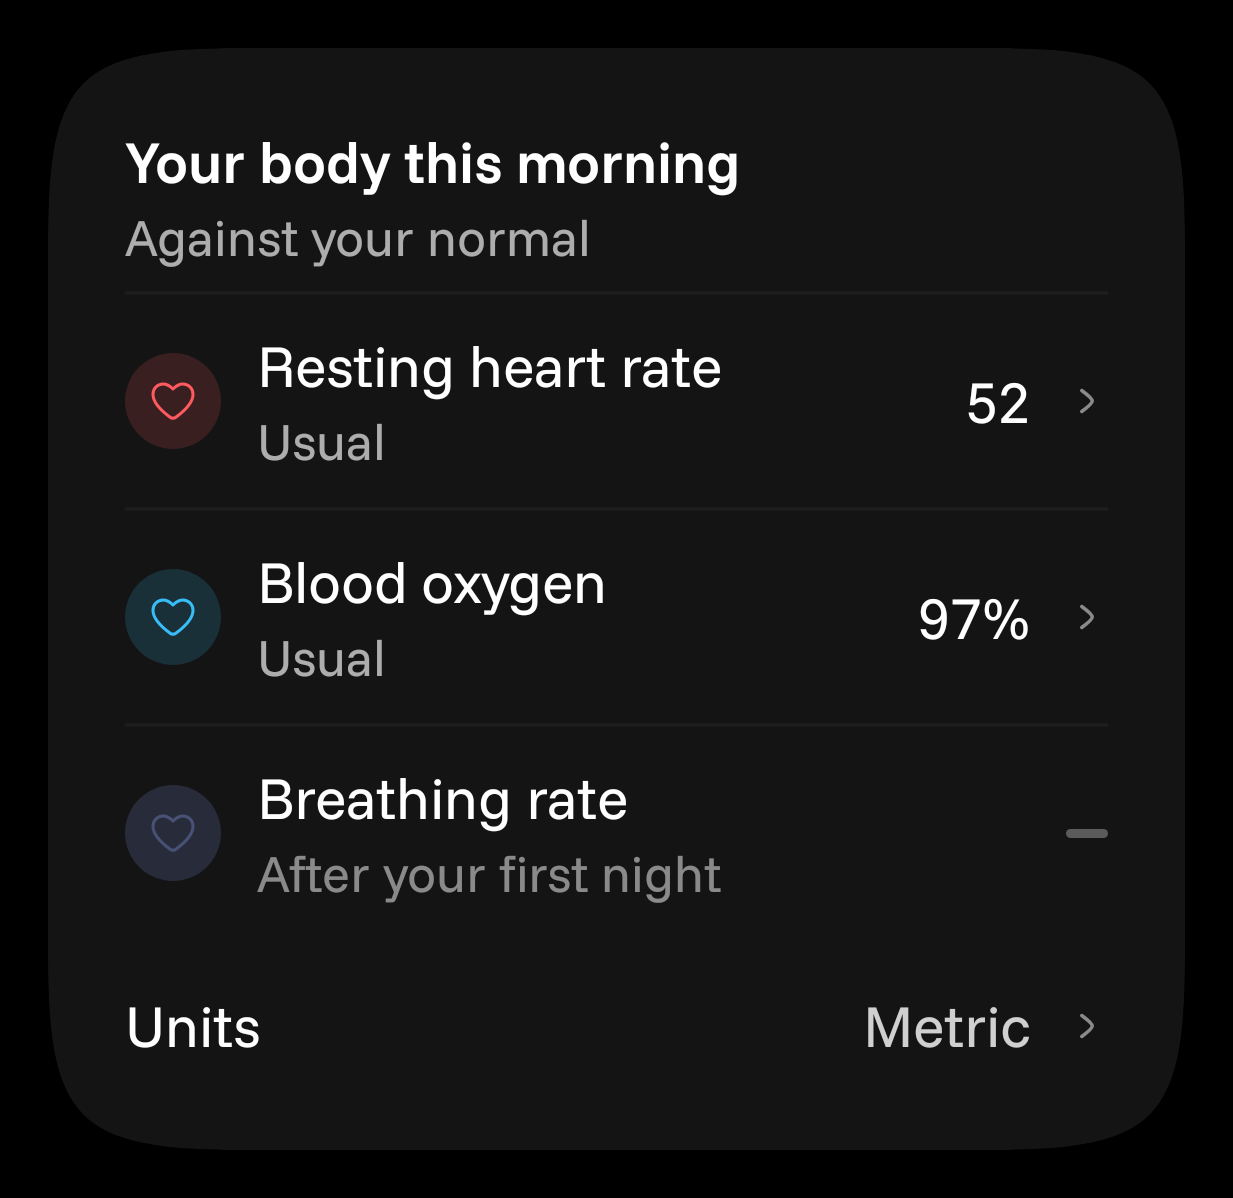 Your body this morning
Against your normal
Resting heart rate
Usual
52
Blood oxygen
Usual
97%
Breathing rate
After your first night
Units
Metric